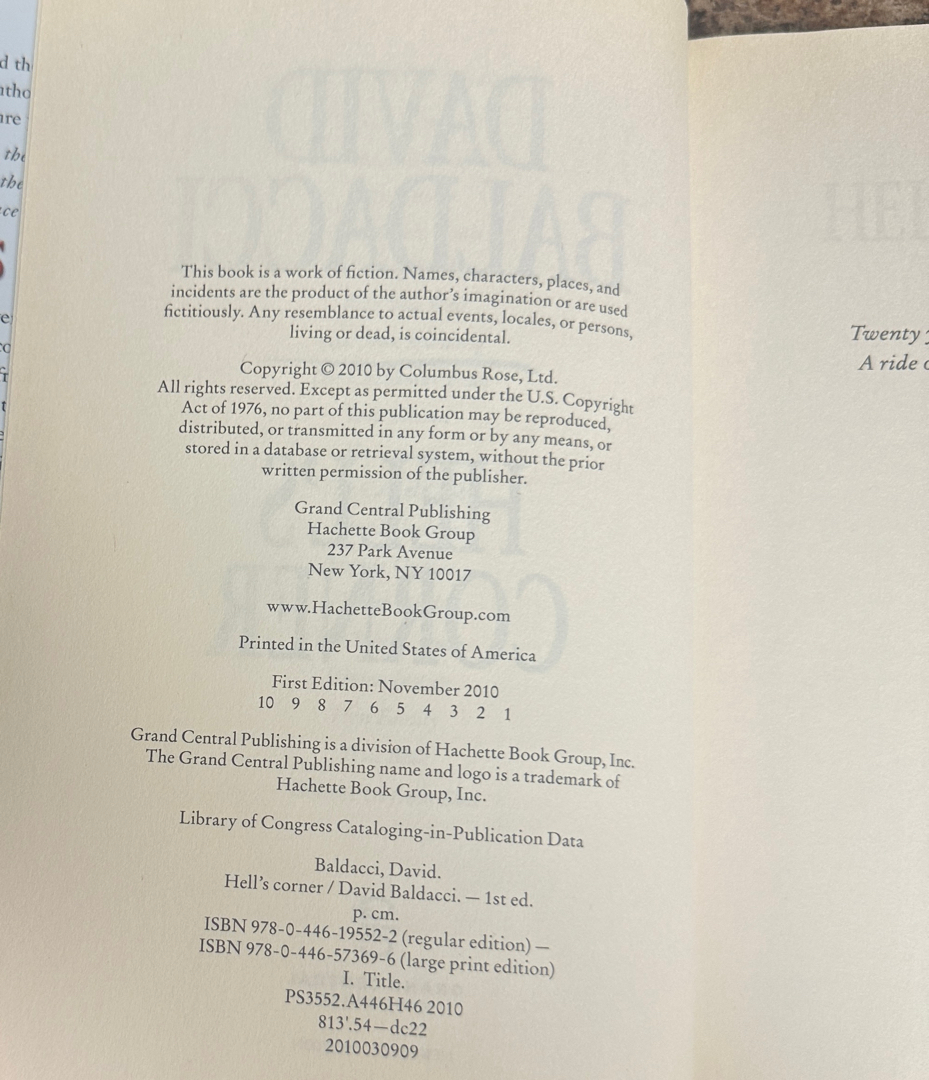 d th
utho
are
the
the
ce
S
This book is a work of fiction. Names, characters, places, and
incidents are the product of the author's imagination or are used
fictitiously. Any resemblance to actual events, locales, or persons,
living or dead, is coincidental.
Copyright © 2010 by Columbus Rose, Ltd.
All rights reserved. Except as permitted under the U.S. Copyright
Act of 1976, no part of this publication may be reproduced,
distributed, or transmitted in any form or by any means, or
stored in a database or retrieval system, without the prior
written permission of the publisher.
Grand Central Publishing
Hachette Book Group
237 Park Avenue
New York, NY 10017
www.HachetteBookGroup.com
Printed in the United States of America
First Edition: November 2010
10 9 8 7 6 5 4 3 2 1
Grand Central Publishing is a division of Hachette Book Group, Inc.
The Grand Central Publishing name and logo is a trademark of
Hachette Book Group, Inc.
Library of Congress Cataloging-in-Publication Data
Baldacci, David.
Hell's corner / David Baldacci. — 1st ed.
p. cm.
ISBN 978-0-446-19552-2 (regular edition) —
ISBN 978-0-446-57369-6 (large print edition)
I. Title.
PS3552.A446H46 2010
813'.54—dc22
2010030909
HEL
Twenty
A ride